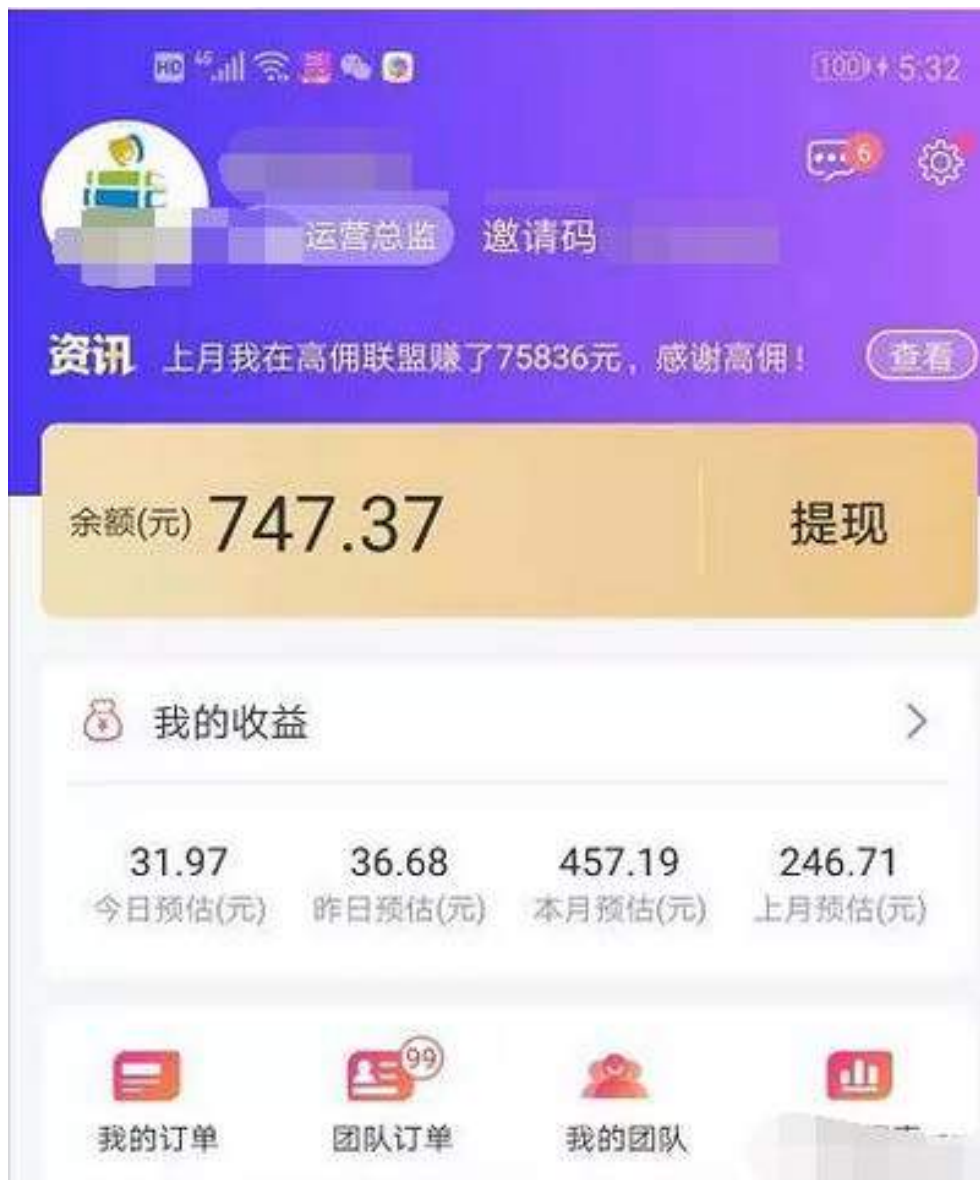 HD 4G 100 5:32
6
运营总监 邀请码
资讯 上月我在高佣联盟赚了75836元，感谢高佣！ 查看
余额(元) 747.37 提现
我的收益
31.97 36.68 457.19 246.71
今日预估(元) 昨日预估(元) 本月预估(元) 上月预估(元)
99
我的订单 团队订单 我的团队